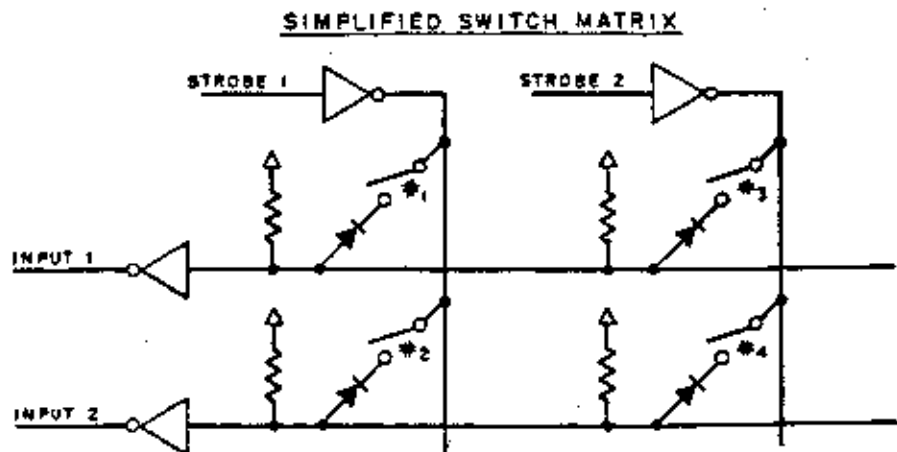 SIMPLIFIED SWITCH MATRIX
STROBE 1
STROBE 2
*1
*3
INPUT 1
*2
*4
INPUT 2